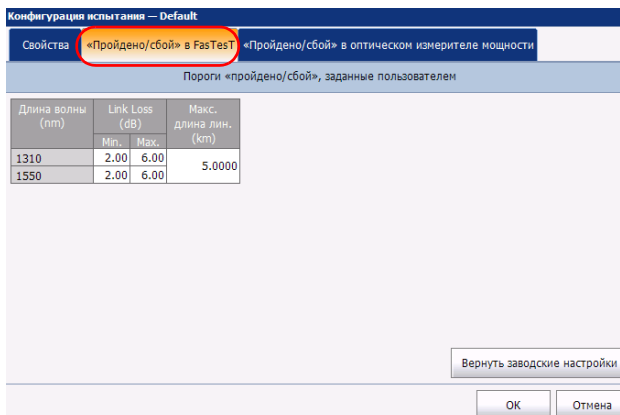 Конфигурация испытания — Default
Свойства «Пройдено/сбой» в FasTesT «Пройдено/сбой» в оптическом измерителе мощности
Пороги «пройдено/сбой», заданные пользователем
Длина волны (nm) Link Loss (dB) Макс. длина лин. (km)
Min. Max.
1310 2.00 6.00 5.0000
1550 2.00 6.00
Вернуть заводские настройки
OK Отмена